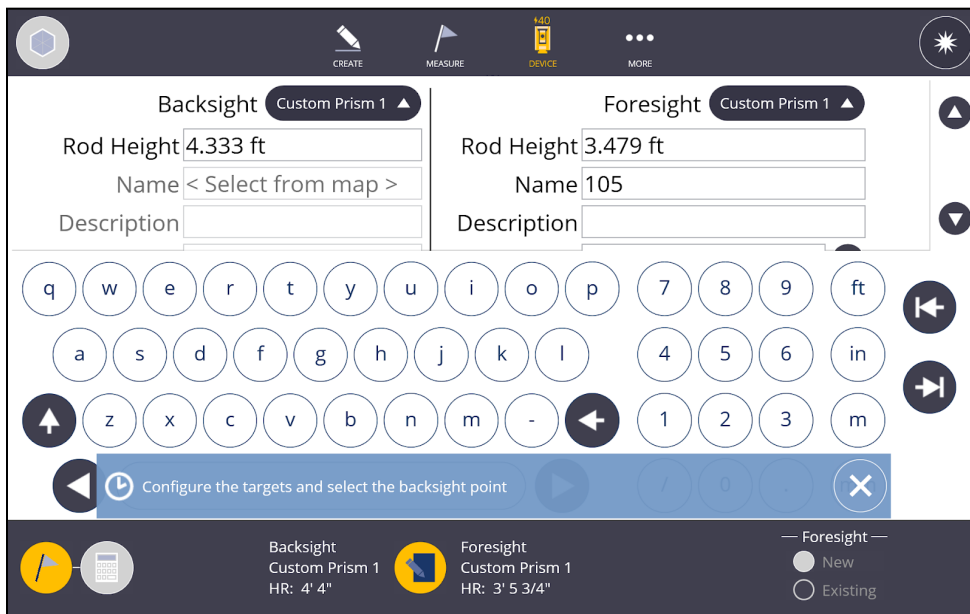 +40
CREATE
MEASURE
DEVICE
MORE
Backsight Custom Prism 1
Foresight Custom Prism 1
Rod Height 4.333 ft
Rod Height 3.479 ft
Name < Select from map >
Name 105
Description
Description
q w e r t y u i o p 7 8 9 ft
a s d f g h j k l 4 5 6 in
z x c v b n m - 1 2 3 m
/ 0 .
Configure the targets and select the backsight point
Backsight
Custom Prism 1
HR: 4' 4"
Foresight
Custom Prism 1
HR: 3' 5 3/4"
Foresight
New
Existing